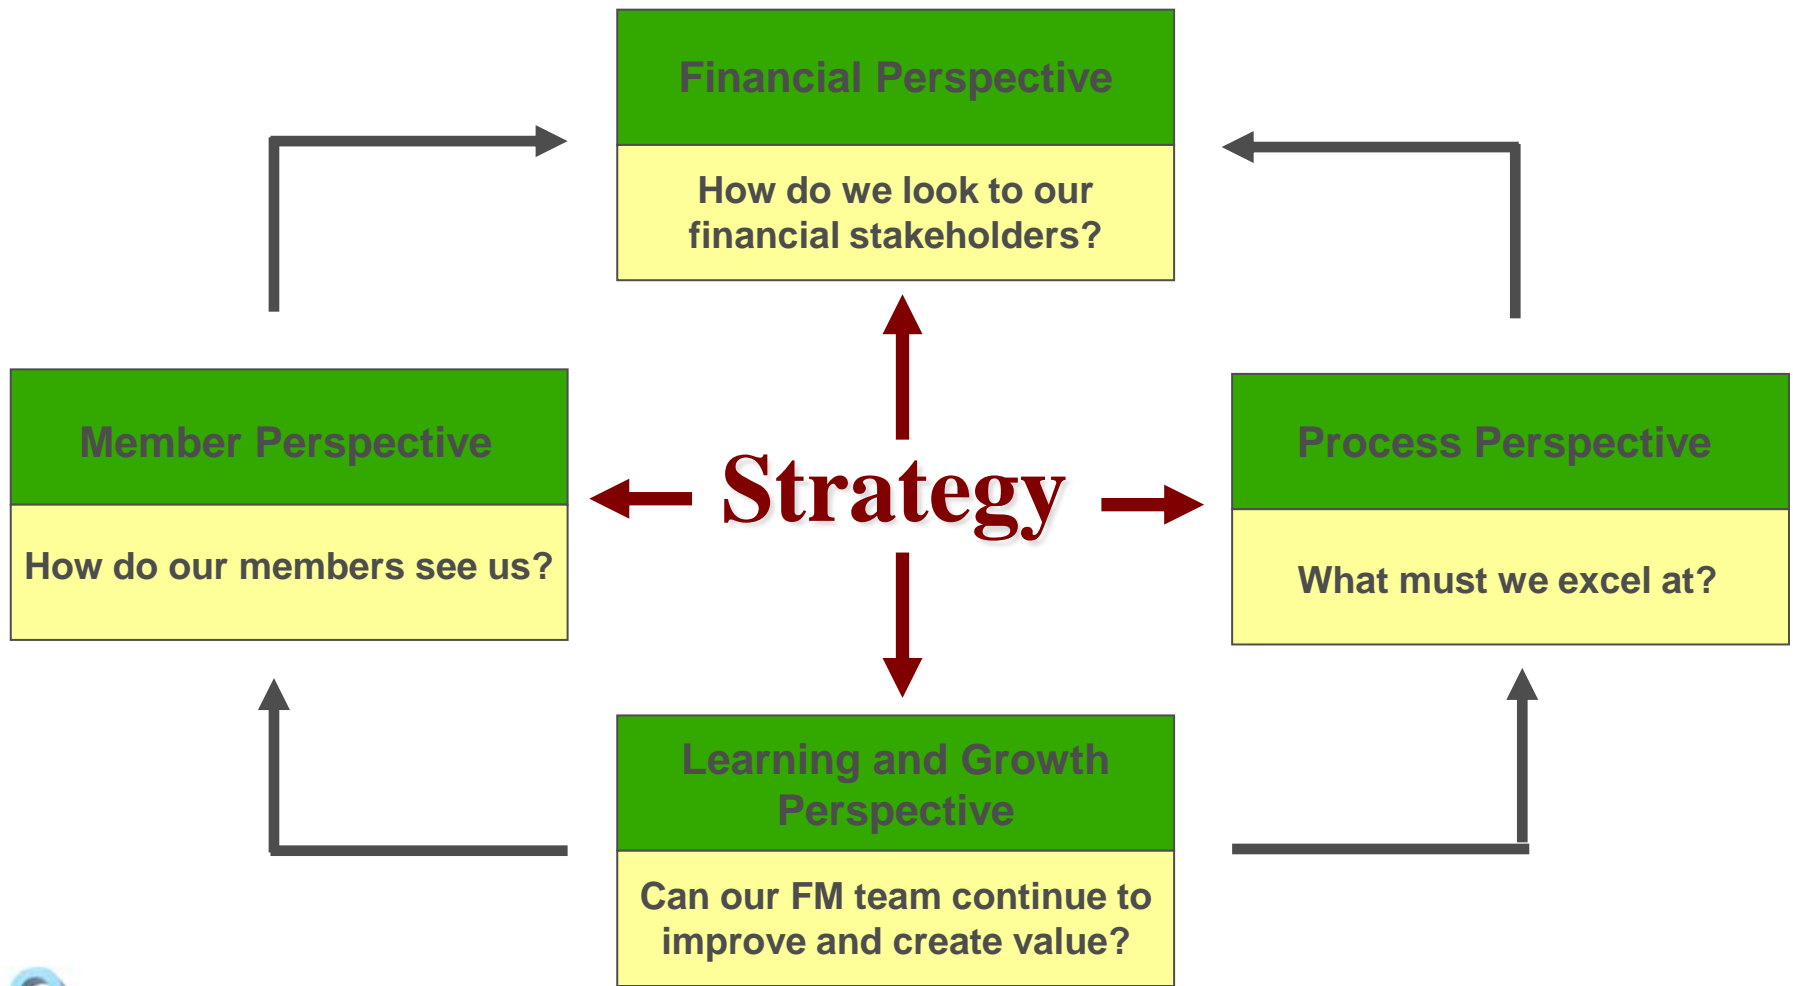 Financial Perspective
How do we look to our
financial stakeholders?
Member Perspective
How do our members see us?
Strategy
Process Perspective
What must we excel at?
Learning and Growth
Perspective
Can our FM team continue to
improve and create value?